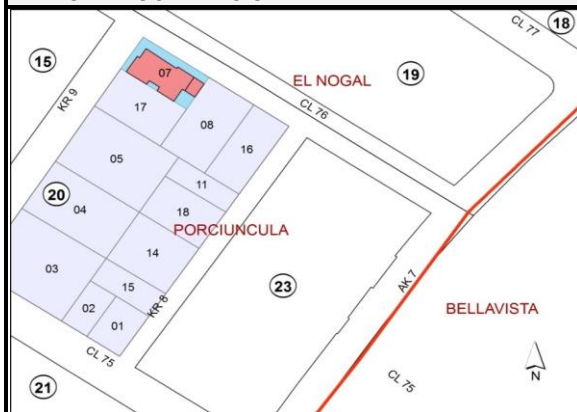 CL 77
18
15
19
EL NOGAL
07
KR 9
CL 76
17
08
16
05
11
20
04
18
PORCIUNCULA
14
03
23
AK 7
15
BELLAVISTA
02
01
KR 8
CL 75
CL 75
N
21